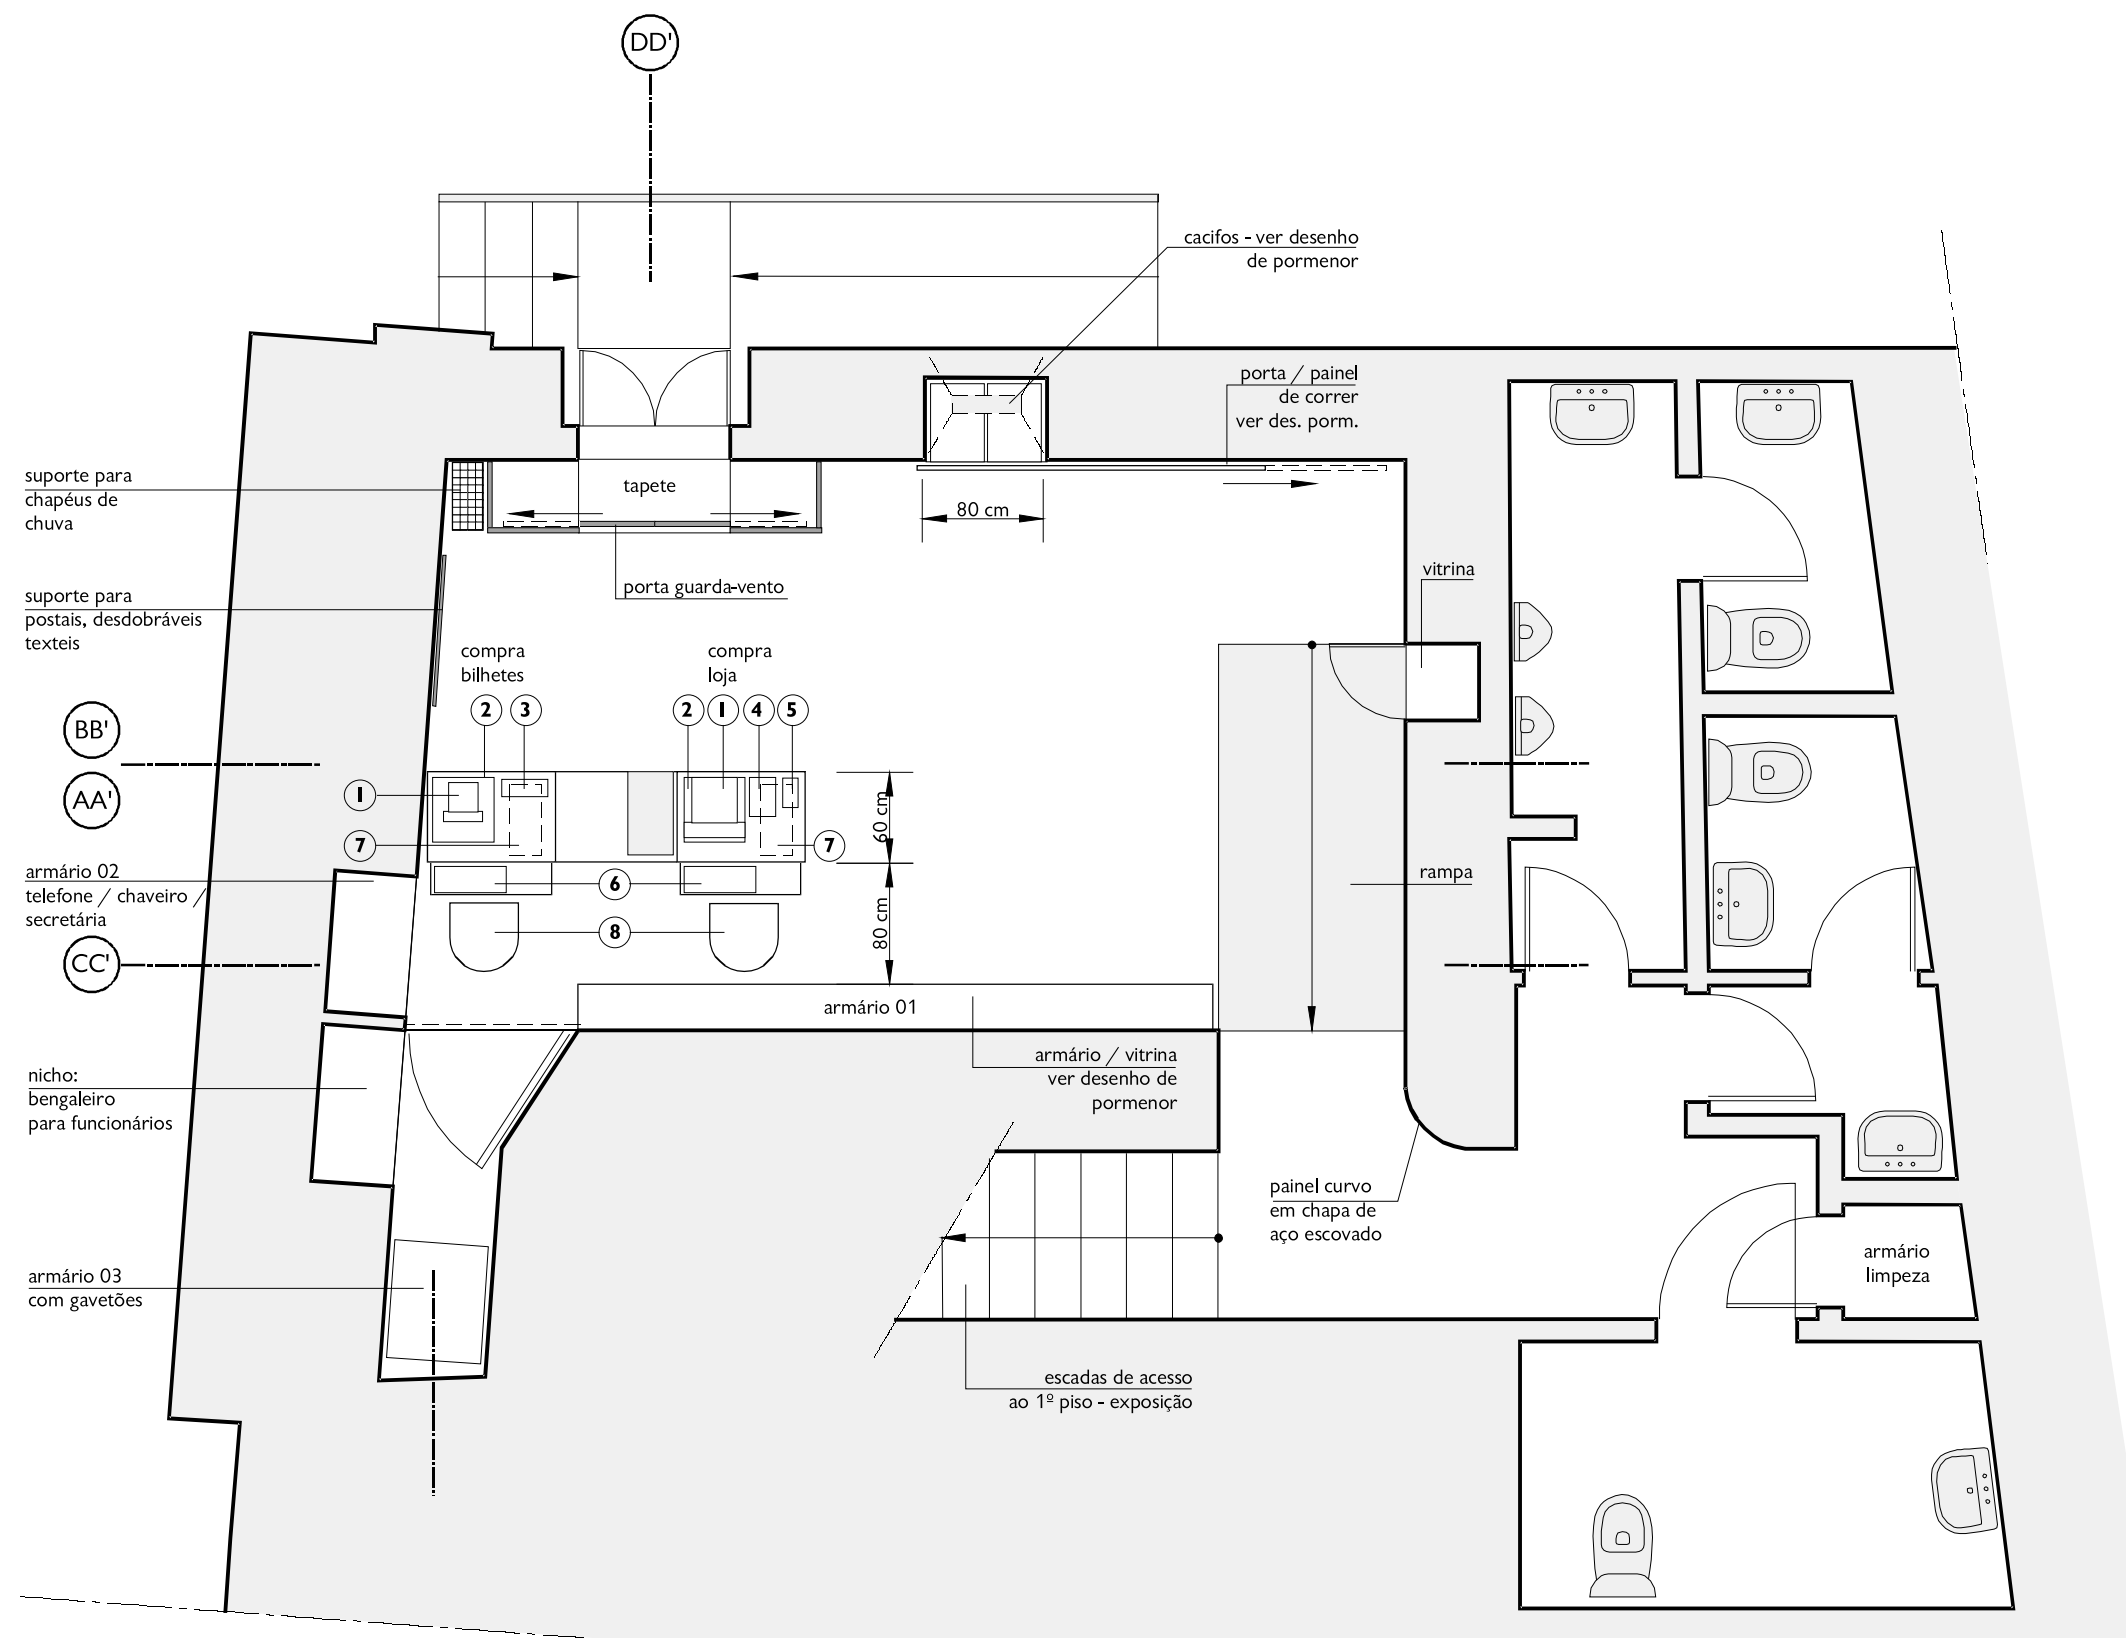 DD'
cacifos - ver desenho
de pormenor
porta / painel
de correr
ver des. porm.
suporte para
chapéus de
chuva
tapete
80 cm
porta guarda-vento
vitrina
suporte para
postais, desdobráveis
texteis
compra
bilhetes
compra
loja
2 3
2 1 4 5
BB'
AA'
1
7
7
60 cm
armário 02
telefone / chaveiro /
secretária
6
8
80 cm
rampa
CC'
armário 01
armário / vitrina
ver desenho de
pormenor
nicho:
bengaleiro
para funcionários
painel curvo
em chapa de
aço escovado
armário
limpeza
armário 03
com gavetões
escadas de acesso
ao 1º piso - exposição